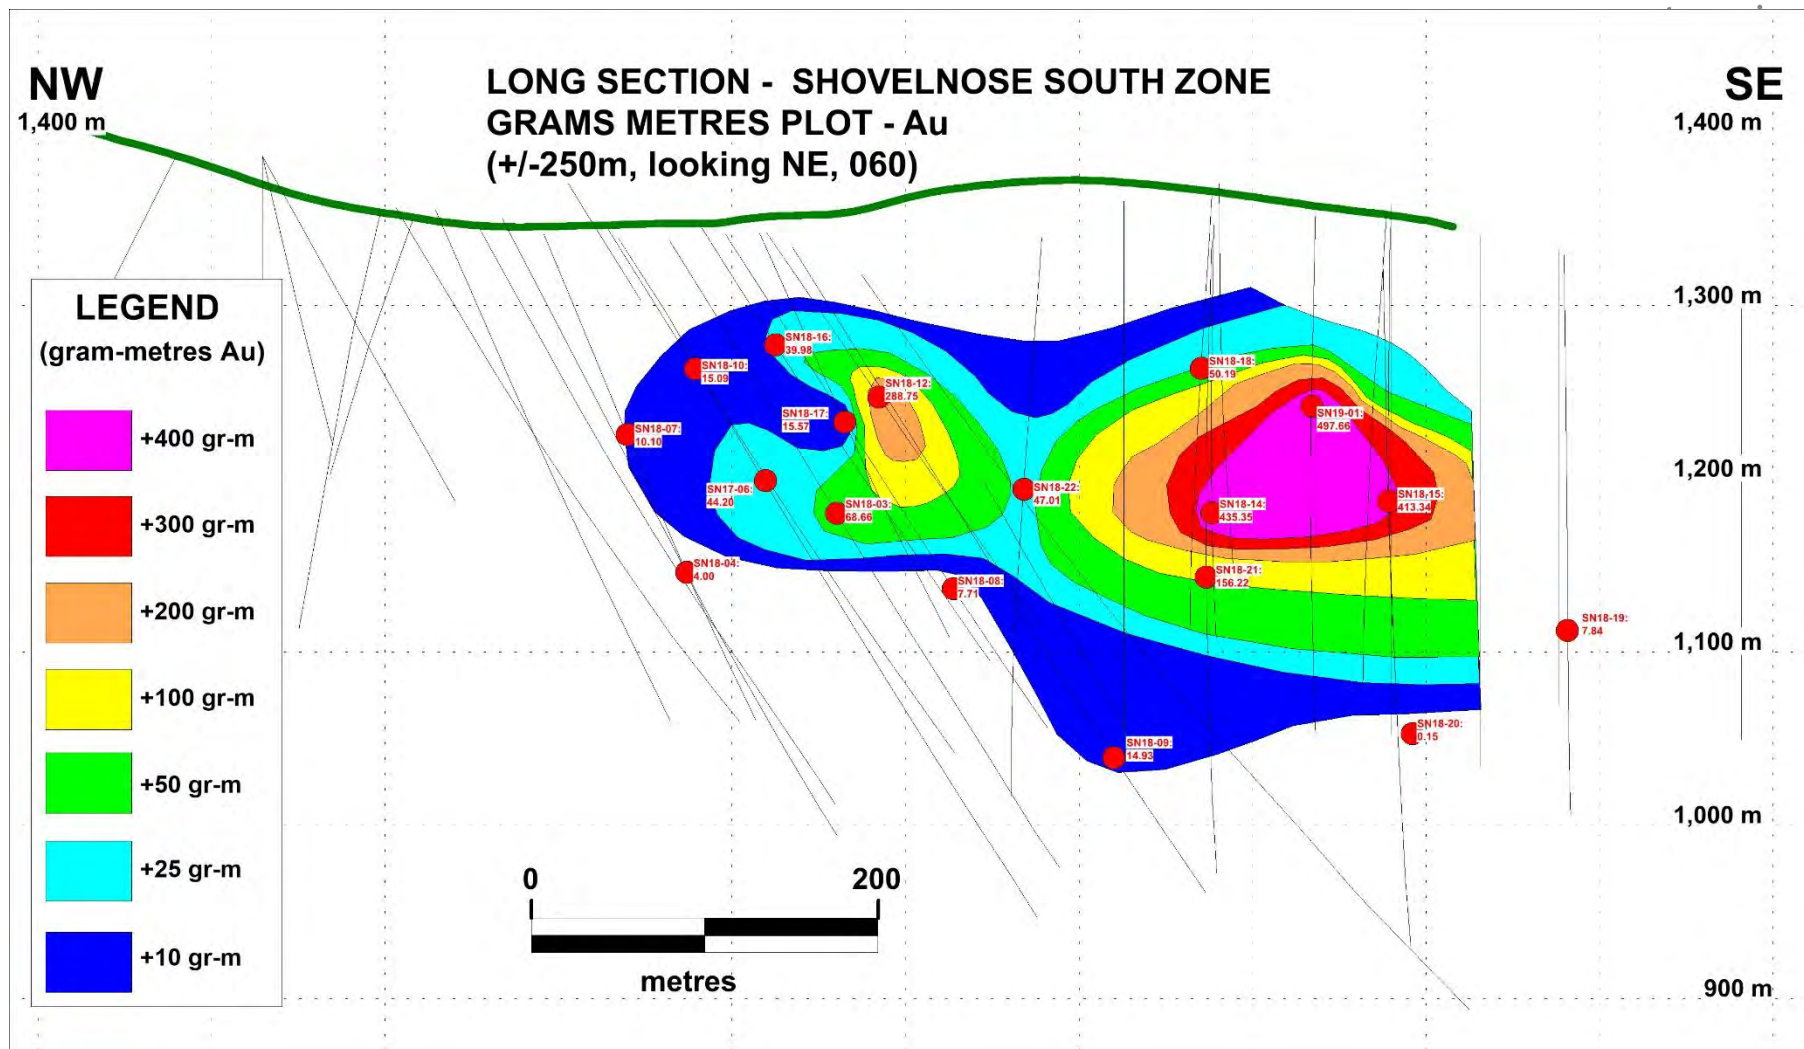 NW
1,400 m
LONG SECTION - SHOVELNOSE SOUTH ZONE
GRAMS METRES PLOT - Au
(+/-250m, looking NE, 060)
SE
1,400 m
1,300 m
1,200 m
1,100 m
1,000 m
900 m
LEGEND
(gram-metres Au)
+400 gr-m
+300 gr-m
+200 gr-m
+100 gr-m
+50 gr-m
+25 gr-m
+10 gr-m
SN18-16:
39.98
SN18-10:
15.09
SN18-12:
288.75
SN18-17:
15.57
SN18-07:
10.10
SN17-06:
44.20
SN18-03:
68.66
SN18-22:
47.01
SN18-04:
4.00
SN18-08:
7.71
SN18-09:
14.93
SN18-18:
50.19
SN19-01:
497.66
SN18-14:
435.35
SN18-15:
413.34
SN18-21:
156.22
SN18-19:
7.84
SN18-20:
0.15
0
200
metres